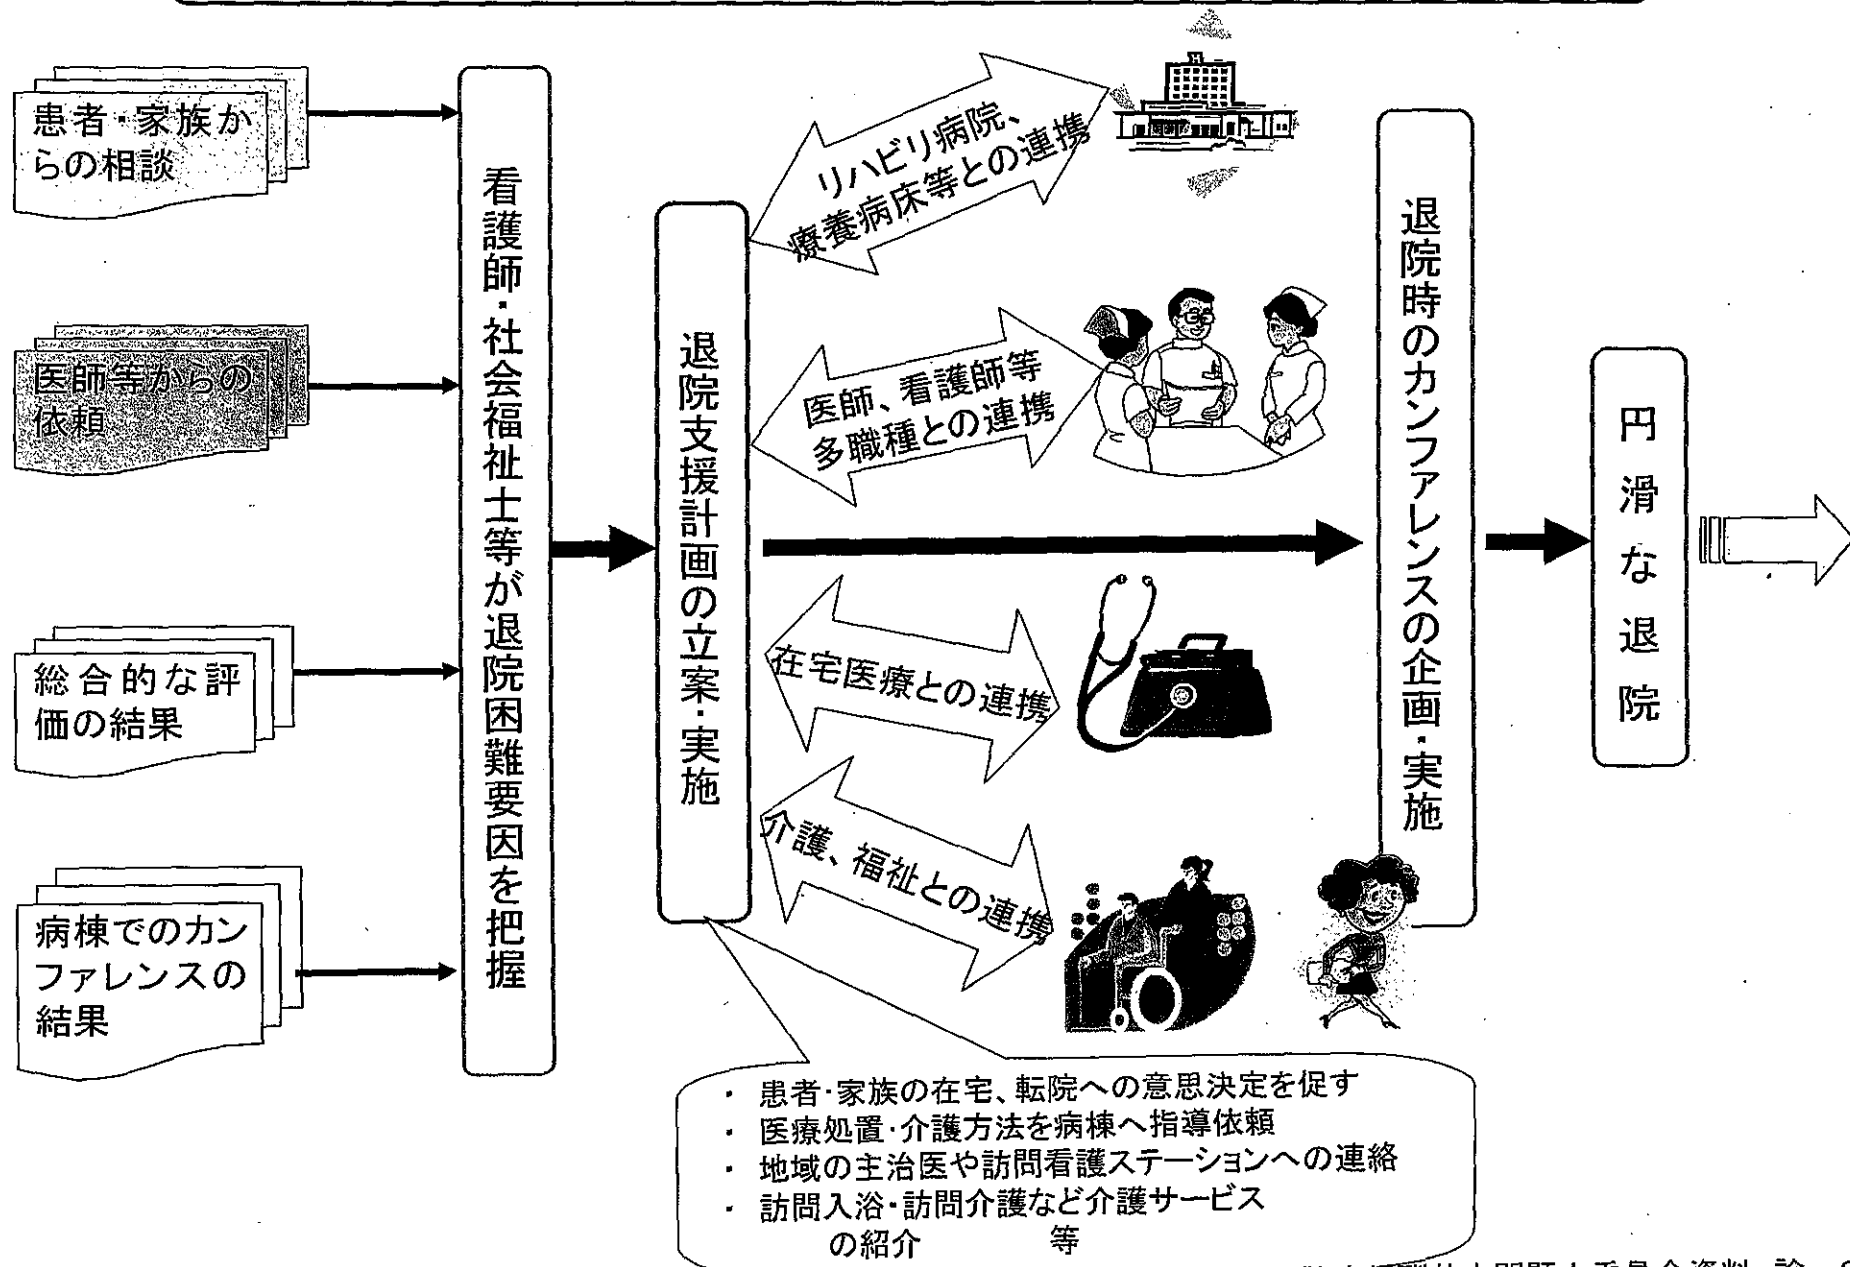 患者・家族か
らの相談
医師等からの
依頼
総合的な評
価の結果
病棟でのカン
ファレンスの
結果
看護師・社会福祉士等が退院困難要因を把握
退院支援計画の立案・実施
リハビリ病院、
療養病床等との連携
医師、看護師等
多職種との連携
在宅医療との連携
介護、福祉との連携
退院時のカンファレンスの企画・実施
円滑な退院
・ 患者・家族の在宅、転院への意思決定を促す
・ 医療処置・介護方法を病棟へ指導依頼
・ 地域の主治医や訪問看護ステーションへの連絡
・ 訪問入浴・訪問介護など介護サービス
の紹介 等